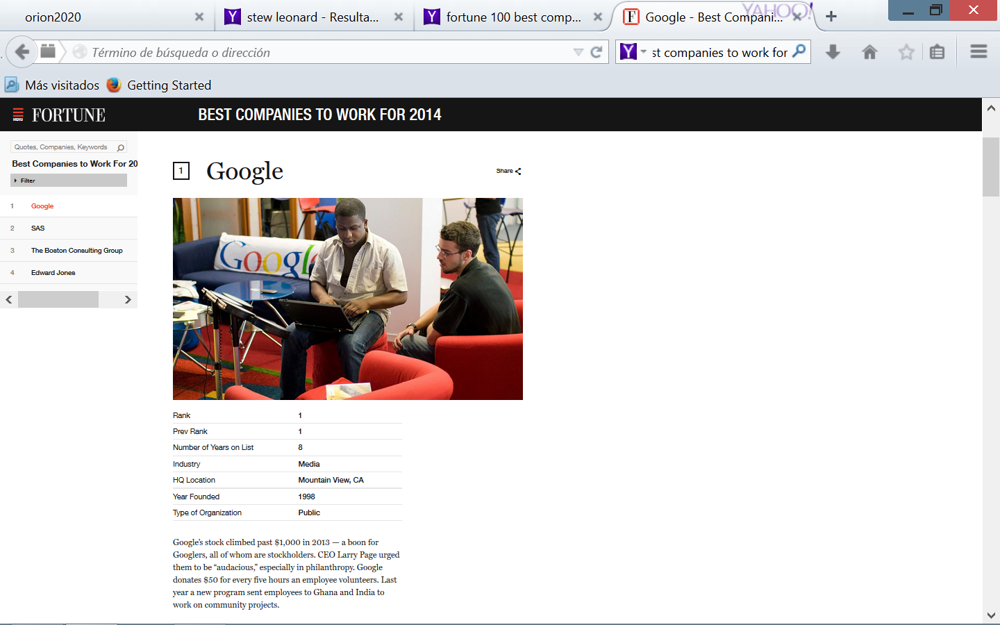 orion2020
stew leonard - Resulta...
fortune 100 best comp...
Google - Best Compani...
YAHOO!
Término de búsqueda o dirección
st companies to work for
Más visitados
Getting Started
MENU
FORTUNE
BEST COMPANIES TO WORK FOR 2014
Quotes, Companies, Keywords
Best Companies to Work For 20
Filter
1 Google
2 SAS
3 The Boston Consulting Group
4 Edward Jones
1 Google
Share
Google
Rank 1
Prev Rank 1
Number of Years on List 8
Industry Media
HQ Location Mountain View, CA
Year Founded 1998
Type of Organization Public
Google's stock climbed past $1,000 in 2013 — a boon for
Googlers, all of whom are stockholders. CEO Larry Page urged
them to be “audacious,” especially in philanthropy. Google
donates $50 for every five hours an employee volunteers. Last
year a new program sent employees to Ghana and India to
work on community projects.